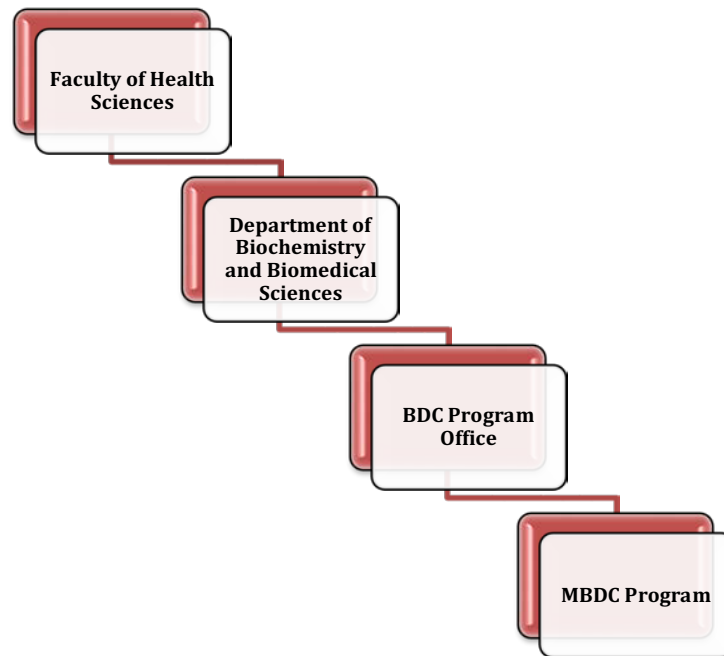 Faculty of Health
Sciences
Department of
Biochemistry
and Biomedical
Sciences
BDC Program
Office
MBDC Program